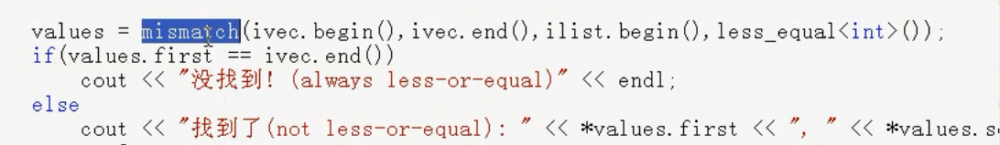 values = mismatch(ivec.begin(),ivec.end(),ilist.begin(),less_equal<int>());
if(values.first == ivec.end())
cout << "没找到! (always less-or-equal)" << endl;
else
cout << "找到了(not less-or-equal): " << *values.first << ", " << *values.s